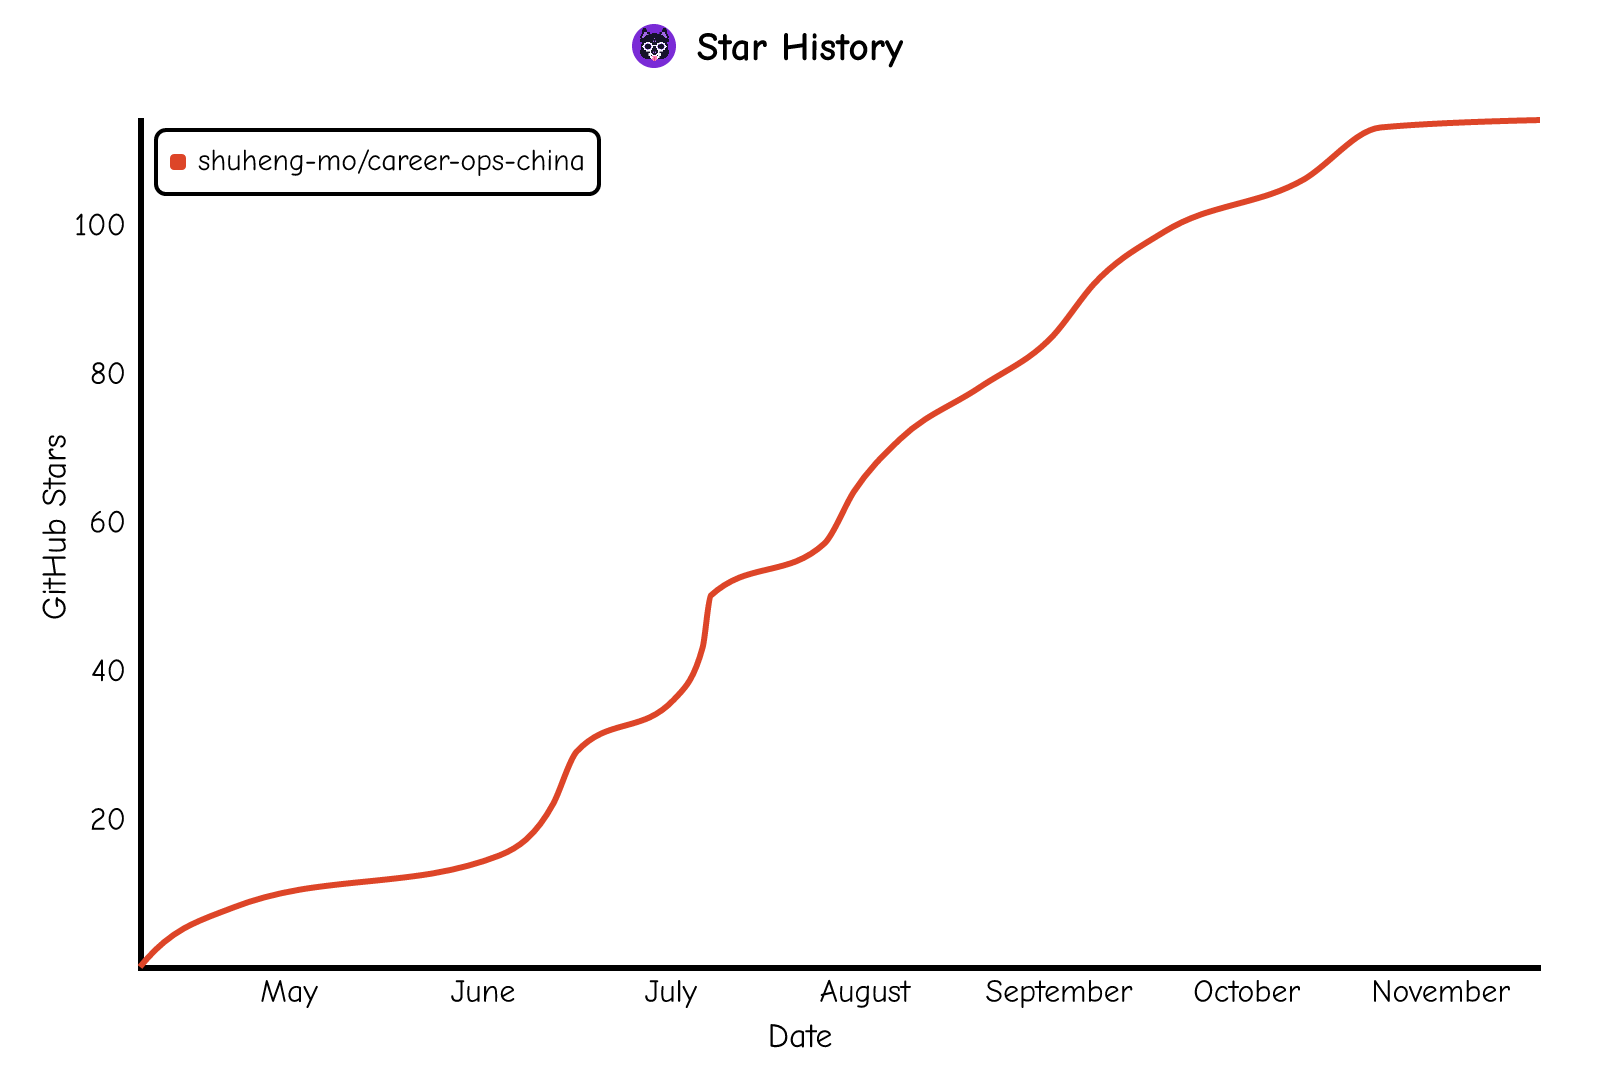 Star History
shuheng-mo/career-ops-china
100
80
60
40
20
GitHub Stars
May June July August September October November
Date